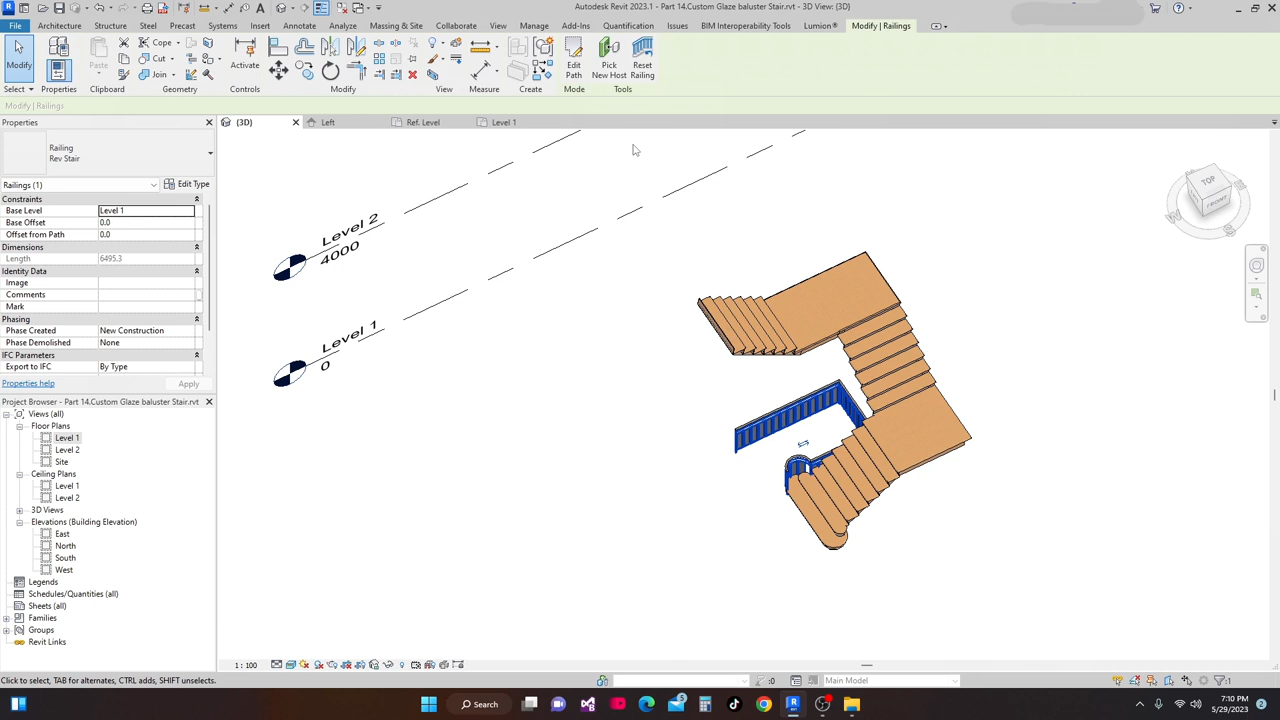 Autodesk Revit 2023.1 - Part 14.Custom Glaze baluster Stair.rvt - 3D View: {3D}
File Architecture Structure Steel Precast Systems Insert Annotate Analyze Massing & Site Collaborate View Manage Add-Ins Quantification Issues BIM Interoperability Tools Lumion® Modify | Railings
Modify Paste Cope Cut Join Activate Edit Path Pick New Host Reset Railing
Select Properties Clipboard Geometry Controls Modify View Measure Create Mode Tools
Modify | Railings
Properties
{3D} Left Ref. Level Level 1
Railing
Rev Stair
Railings (1) Edit Type
Constraints
Base Level Level 1
Base Offset 0.0
Offset from Path 0.0
Dimensions
Length 6495.3
Identity Data
Image
Comments
Mark
Phasing
Phase Created New Construction
Phase Demolished None
IFC Parameters
Export to IFC By Type
Properties help Apply
Project Browser - Part 14.Custom Glaze baluster Stair.rvt
Views (all)
Floor Plans
Level 1
Level 2
Site
Ceiling Plans
Level 1
Level 2
3D Views
Elevations (Building Elevation)
East
North
South
West
Legends
Schedules/Quantities (all)
Sheets (all)
Families
Groups
Revit Links
Level 2
4000
Level 1
0
TOP
FRONT
W
1 : 100
Click to select, TAB for alternates, CTRL adds, SHIFT unselects.
:0 Main Model :1
Search
7:10 PM
5/29/2023